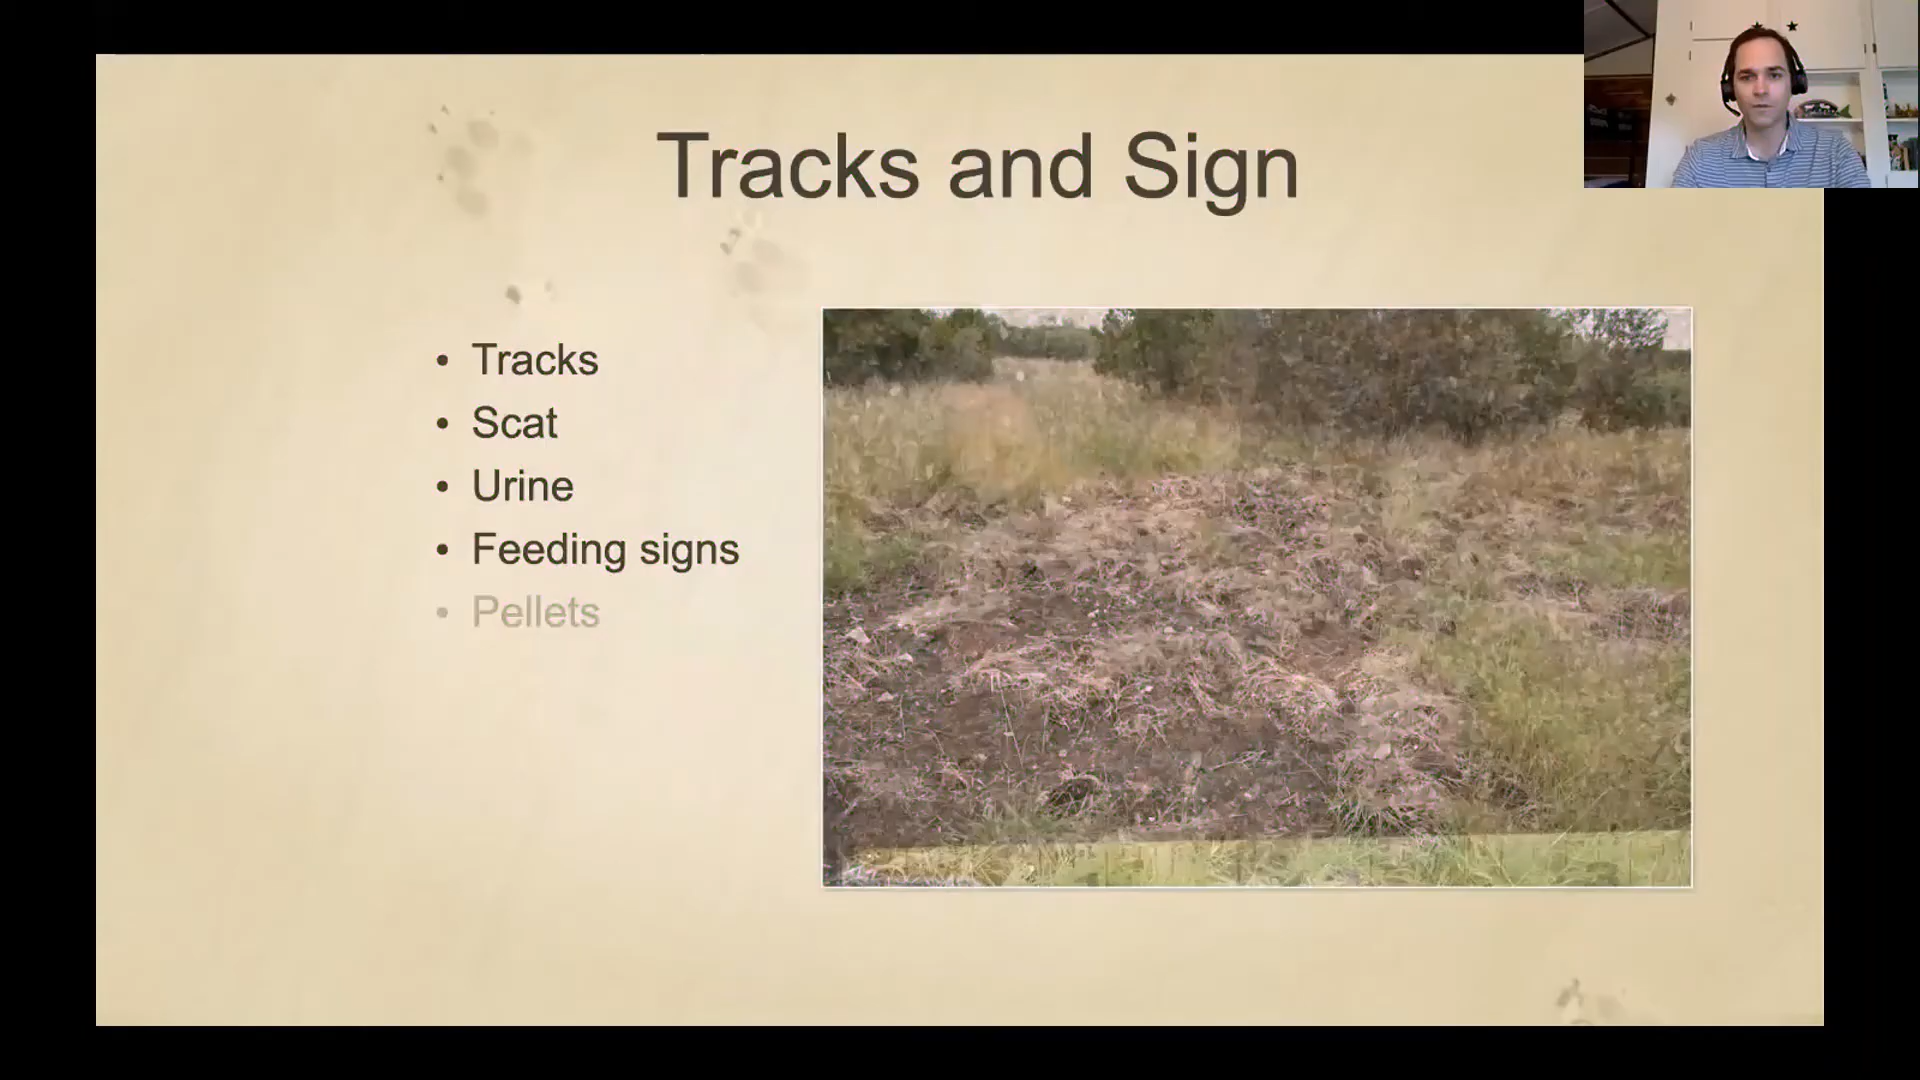 Tracks and Sign
• Tracks
• Scat
• Urine
• Feeding signs
• Pellets